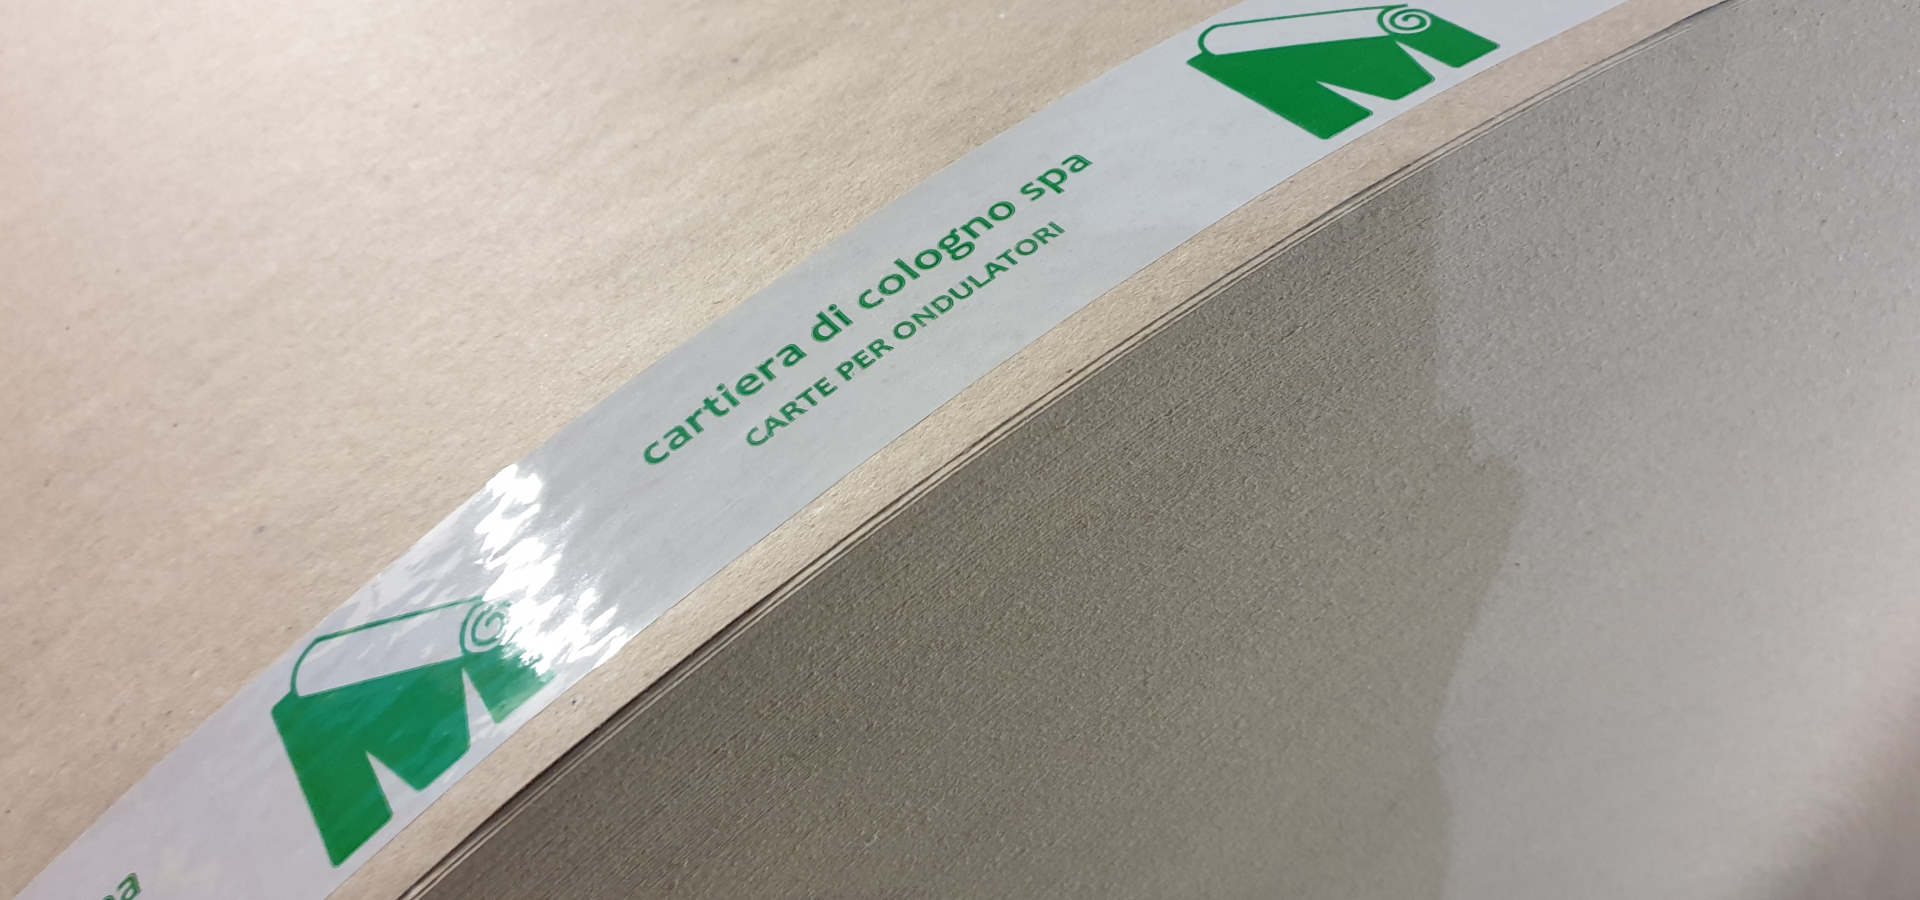 cartiera di cologno spa
CARTE PER ONDULATORI